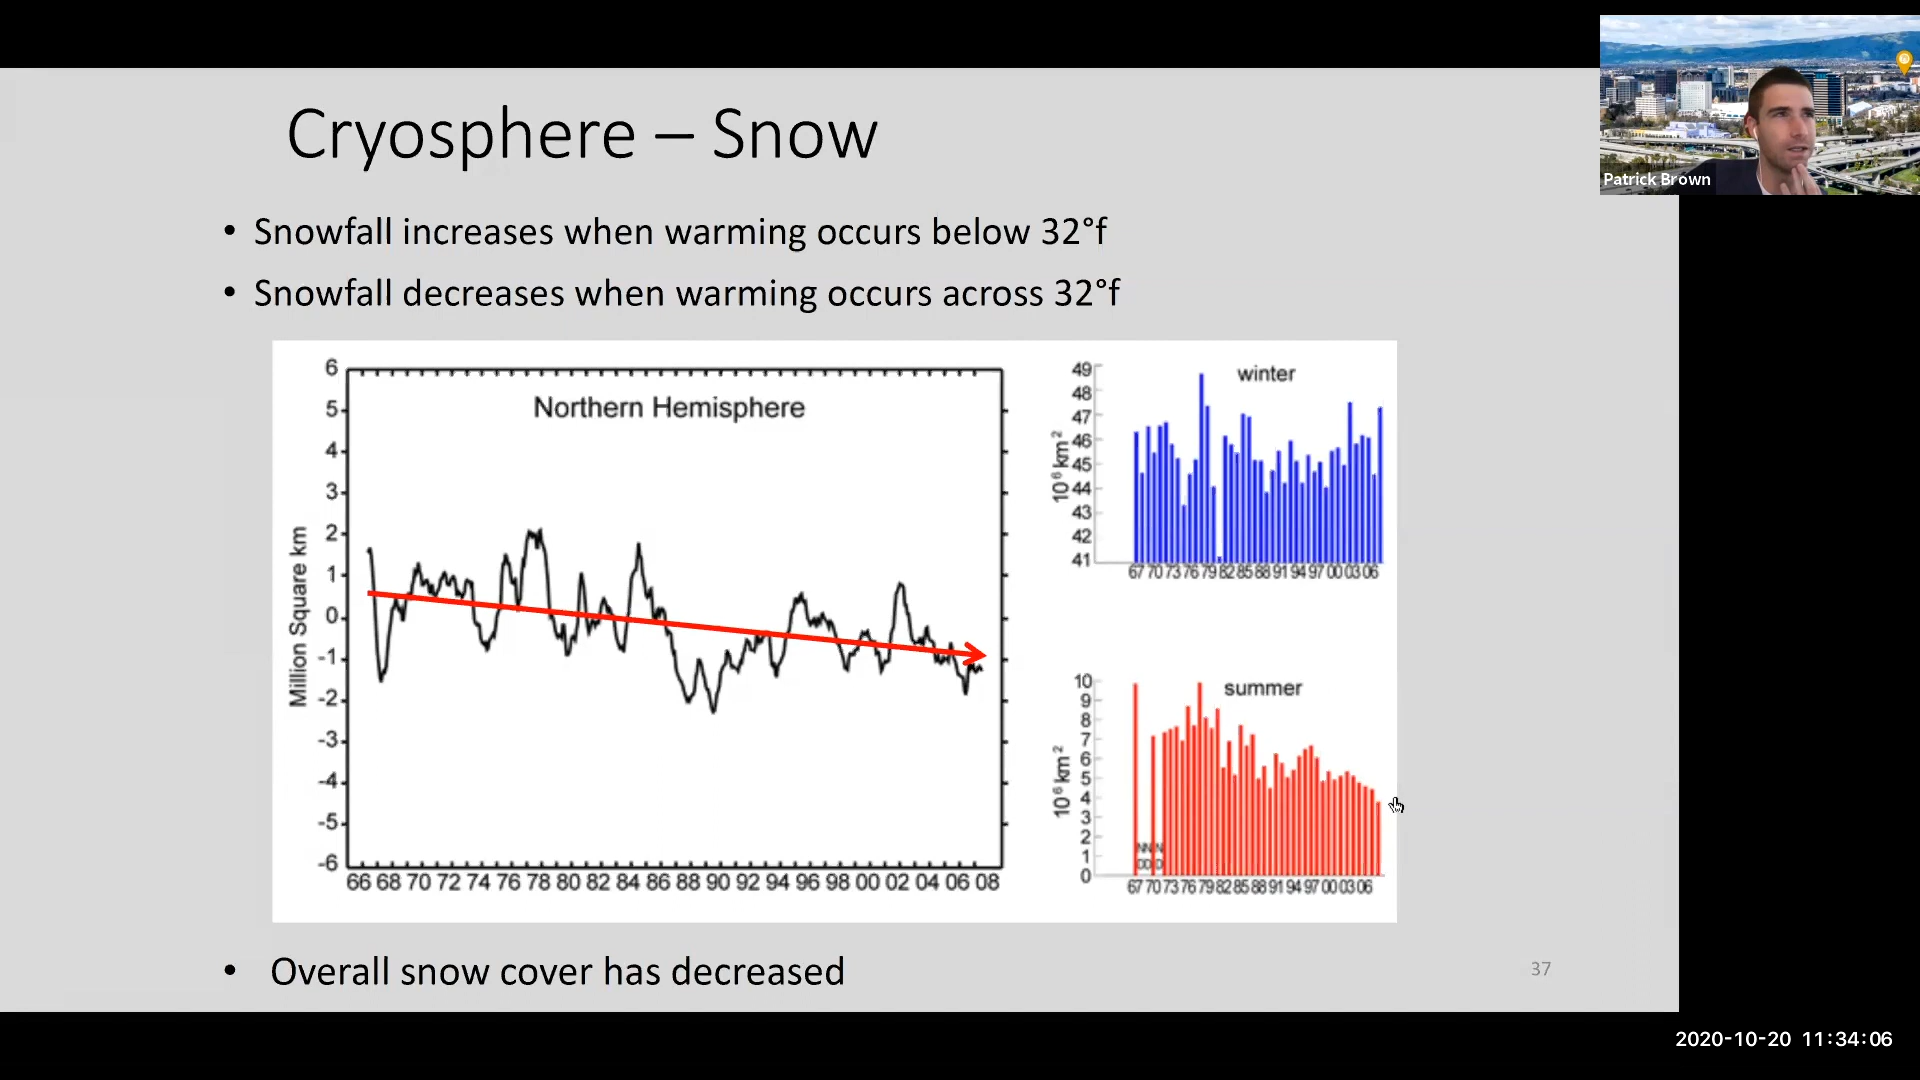 Cryosphere – Snow
Patrick Brown
• Snowfall increases when warming occurs below 32°f
• Snowfall decreases when warming occurs across 32°f
Northern Hemisphere
Million Square km
6
5
4
3
2
1
0
-1
-2
-3
-4
-5
-6
66 68 70 72 74 76 78 80 82 84 86 88 90 92 94 96 98 00 02 04 06 08
winter
10⁶ km²
49
48
47
46
45
44
43
42
41
67 70 73 76 79 82 85 88 91 94 97 00 03 06
summer
10⁶ km²
10
9
8
7
6
5
4
3
2
1
0
NN N
DD D
67 70 73 76 79 82 85 88 91 94 97 00 03 06
• Overall snow cover has decreased
37
2020-10-20 11:34:06